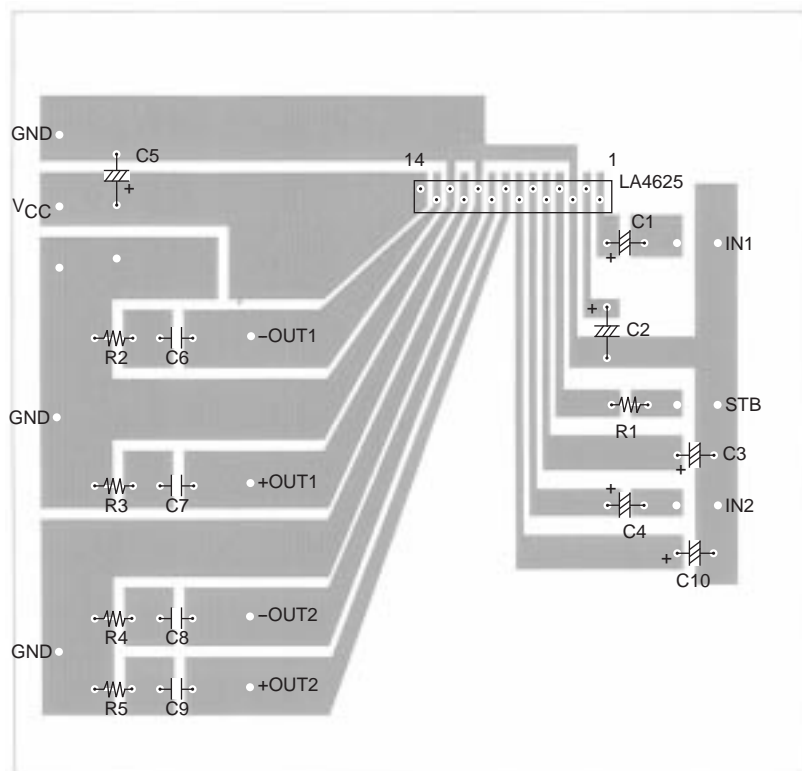 GND
C5
14
1
LA4625
VCC
C1
IN1
+
+
+
C2
R2
C6
−OUT1
GND
R1
STB
C3
+
R3
C7
+OUT1
+
C4
IN2
+
C10
R4
C8
−OUT2
GND
R5
C9
+OUT2